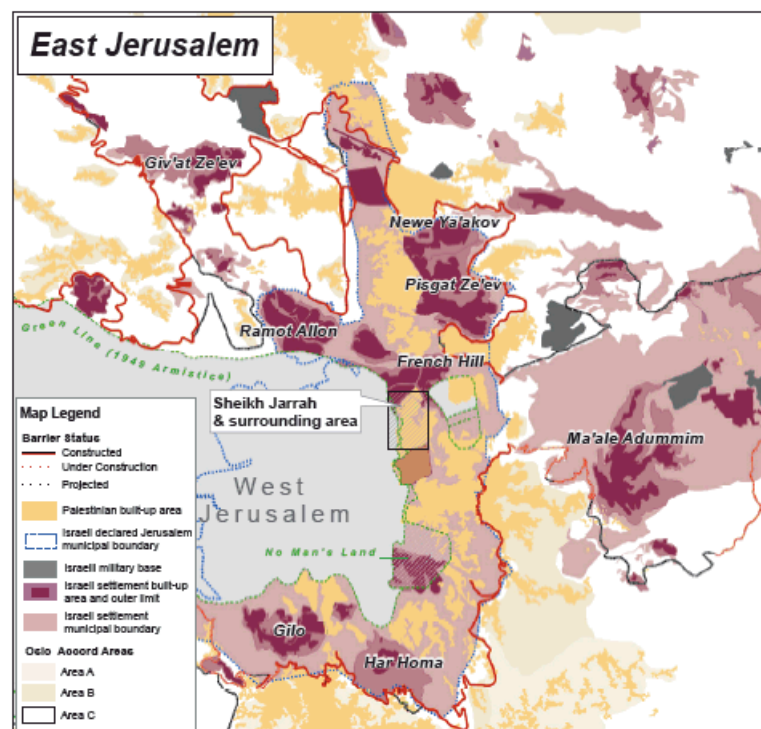 East Jerusalem
Giv'at Ze'ev
Newe Ya'akov
Pisgat Ze'ev
Ramot Allon
Green Line (1949 Armistice)
French Hill
Sheikh Jarrah
& surrounding area
Ma'ale Adummim
West
Jerusalem
No Man's Land
Gilo
Har Homa
Map Legend
Barrier Status
Constructed
Under Construction
Projected
Palestinian built-up area
Israeli declared Jerusalem
municipal boundary
Israeli military base
Israeli settlement built-up
area and outer limit
Israeli settlement
municipal boundary
Oslo Accord Areas
Area A
Area B
Area C